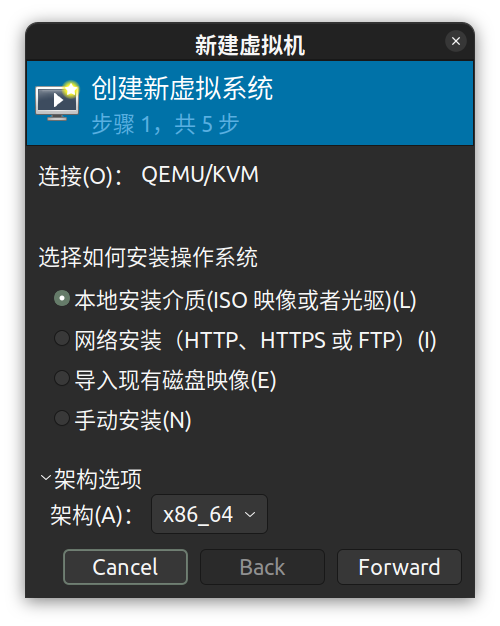 新建虚拟机
创建新虚拟系统
步骤 1，共 5 步
连接(O)： QEMU/KVM
选择如何安装操作系统
本地安装介质(ISO 映像或者光驱)(L)
网络安装（HTTP、HTTPS 或 FTP）(I)
导入现有磁盘映像(E)
手动安装(N)
架构选项
架构(A)： x86_64
Cancel Back Forward